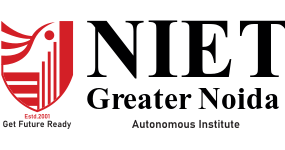 NIET
Greater Noida
Estd.2001
Get Future Ready
Autonomous Institute